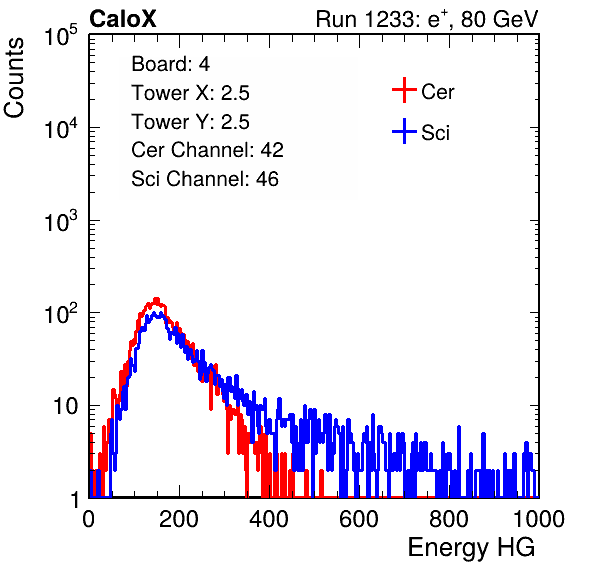 CaloX Run 1233: e⁺, 80 GeV
Counts
Board: 4
Tower X: 2.5
Tower Y: 2.5
Cer Channel: 42
Sci Channel: 46
Cer
Sci
10⁵
10⁴
10³
10²
10
1
0 200 400 600 800 1000
Energy HG